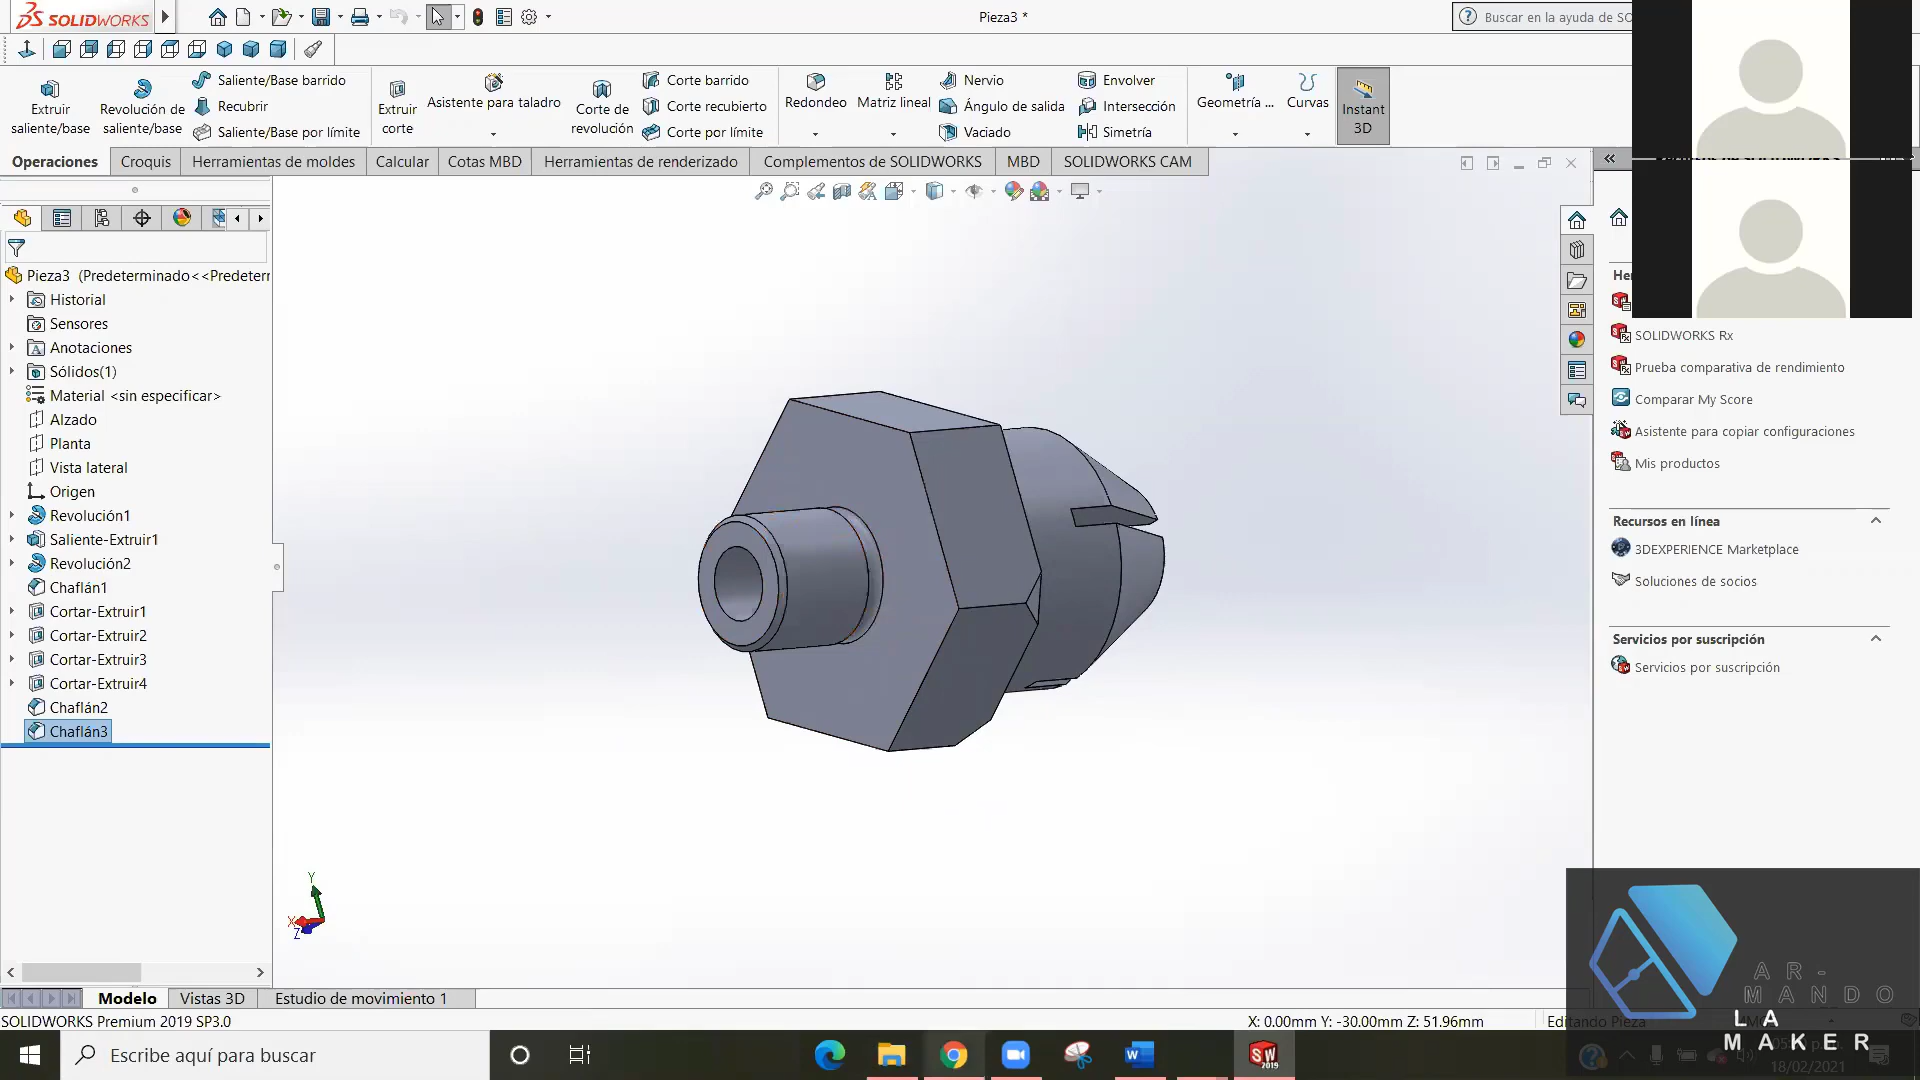 SOLIDWORKS
Pieza3 *
Buscar en la ayuda de SO
Extruir saliente/base
Revolución de saliente/base
Saliente/Base barrido
Recubrir
Saliente/Base por límite
Extruir corte
Asistente para taladro
Corte de revolución
Corte barrido
Corte recubierto
Corte por límite
Redondeo
Matriz lineal
Nervio
Ángulo de salida
Vaciado
Envolver
Intersección
Simetría
Geometría ...
Curvas
Instant 3D
Operaciones
Croquis
Herramientas de moldes
Calcular
Cotas MBD
Herramientas de renderizado
Complementos de SOLIDWORKS
MBD
SOLIDWORKS CAM
Pieza3 (Predeterminado<<Predeterr
Historial
Sensores
Anotaciones
Sólidos(1)
Material <sin especificar>
Alzado
Planta
Vista lateral
Origen
Revolución1
Saliente-Extruir1
Revolución2
Chaflán1
Cortar-Extruir1
Cortar-Extruir2
Cortar-Extruir3
Cortar-Extruir4
Chaflán2
Chaflán3
Y
X
Z
He
SOLIDWORKS Rx
Prueba comparativa de rendimiento
Comparar My Score
Asistente para copiar configuraciones
Mis productos
Recursos en línea
3DEXPERIENCE Marketplace
Soluciones de socios
Servicios por suscripción
Servicios por suscripción
Modelo
Vistas 3D
Estudio de movimiento 1
SOLIDWORKS Premium 2019 SP3.0
X: 0.00mm Y: -30.00mm Z: 51.96mm
Editando Pieza
AR-
MANDO
LA
MAKER
Escribe aquí para buscar
SW
2019
18/02/2021